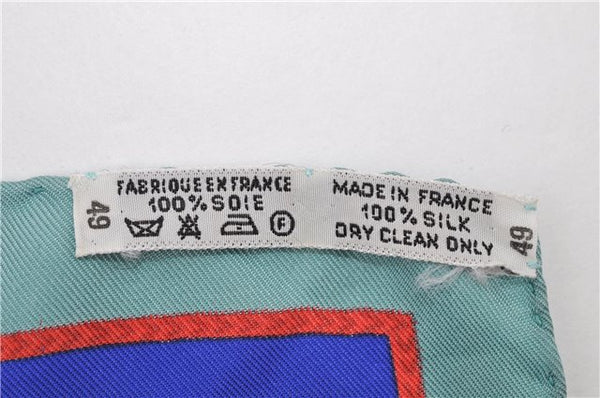 49
FABRIQUE EN FRANCE
100% SOIE
F
MADE IN FRANCE
100% SILK
DRY CLEAN ONLY
49